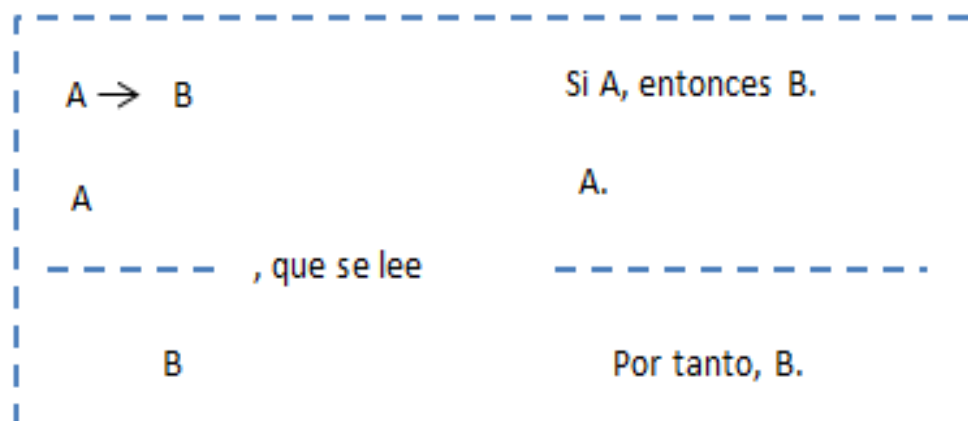 A → B
Si A, entonces B.
A
A.
, que se lee
B
Por tanto, B.